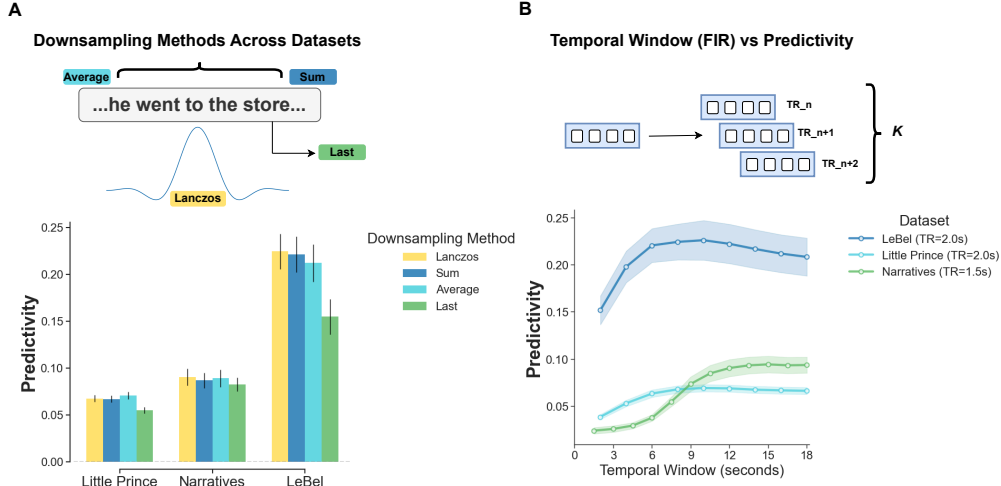 A
Downsampling Methods Across Datasets
Average
Sum
...he went to the store...
Last
Lanczos
Predictivity
0.25
0.20
0.15
0.10
0.05
0.00
Little Prince
Narratives
LeBel
Downsampling Method
Lanczos
Sum
Average
Last
B
Temporal Window (FIR) vs Predictivity
TR_n
TR_n+1
TR_n+2
K
Predictivity
0.25
0.20
0.15
0.10
0.05
0
3
6
9
12
15
18
Temporal Window (seconds)
Dataset
LeBel (TR=2.0s)
Little Prince (TR=2.0s)
Narratives (TR=1.5s)